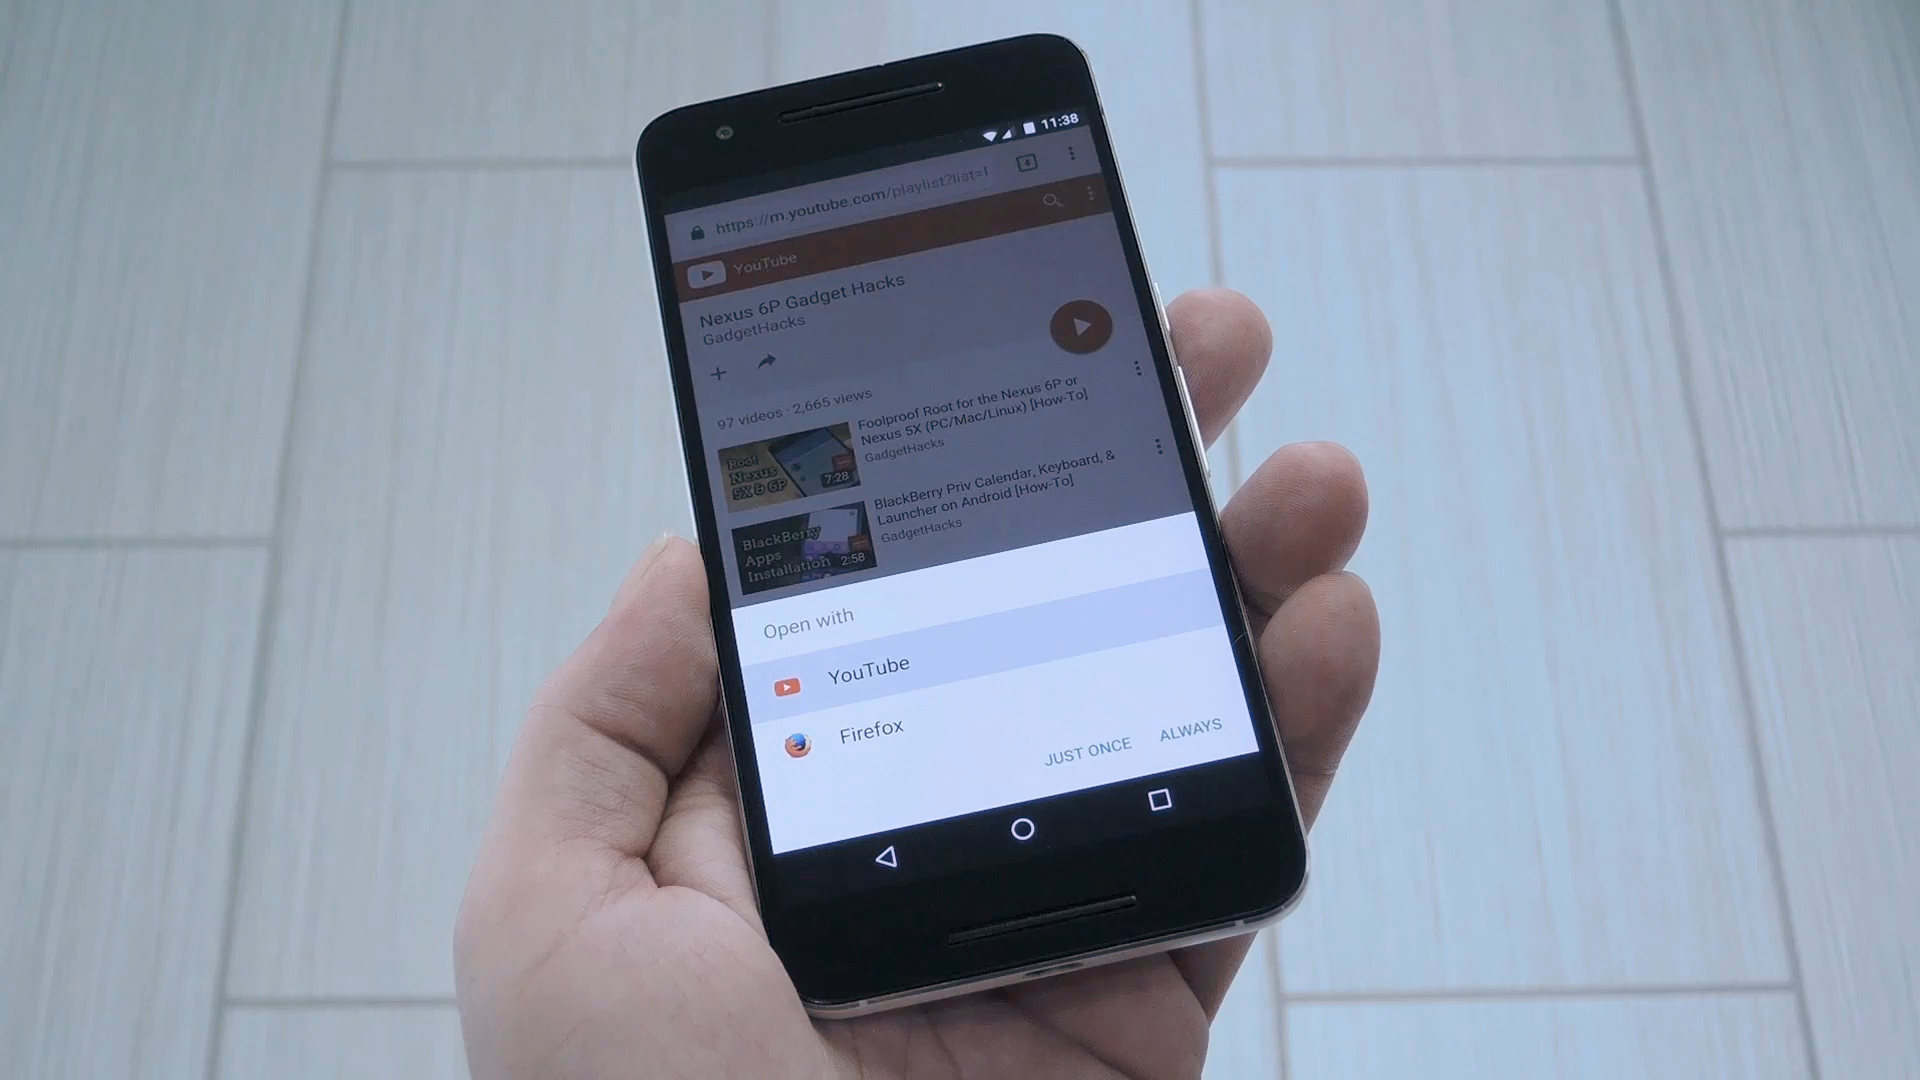 11:38
https://m.youtube.com/playlist?list=
4
YouTube
Nexus 6P Gadget Hacks
GadgetHacks
97 videos · 2,665 views
Foolproof Root for the Nexus 6P or
Nexus 5X (PC/Mac/Linux) [How-To]
GadgetHacks
Root
Nexus
5X & 6P
7:28
BlackBerry Priv Calendar, Keyboard, &
Launcher on Android [How-To]
GadgetHacks
BlackBerry
Apps
Installation
2:58
Open with
YouTube
Firefox
JUST ONCE ALWAYS